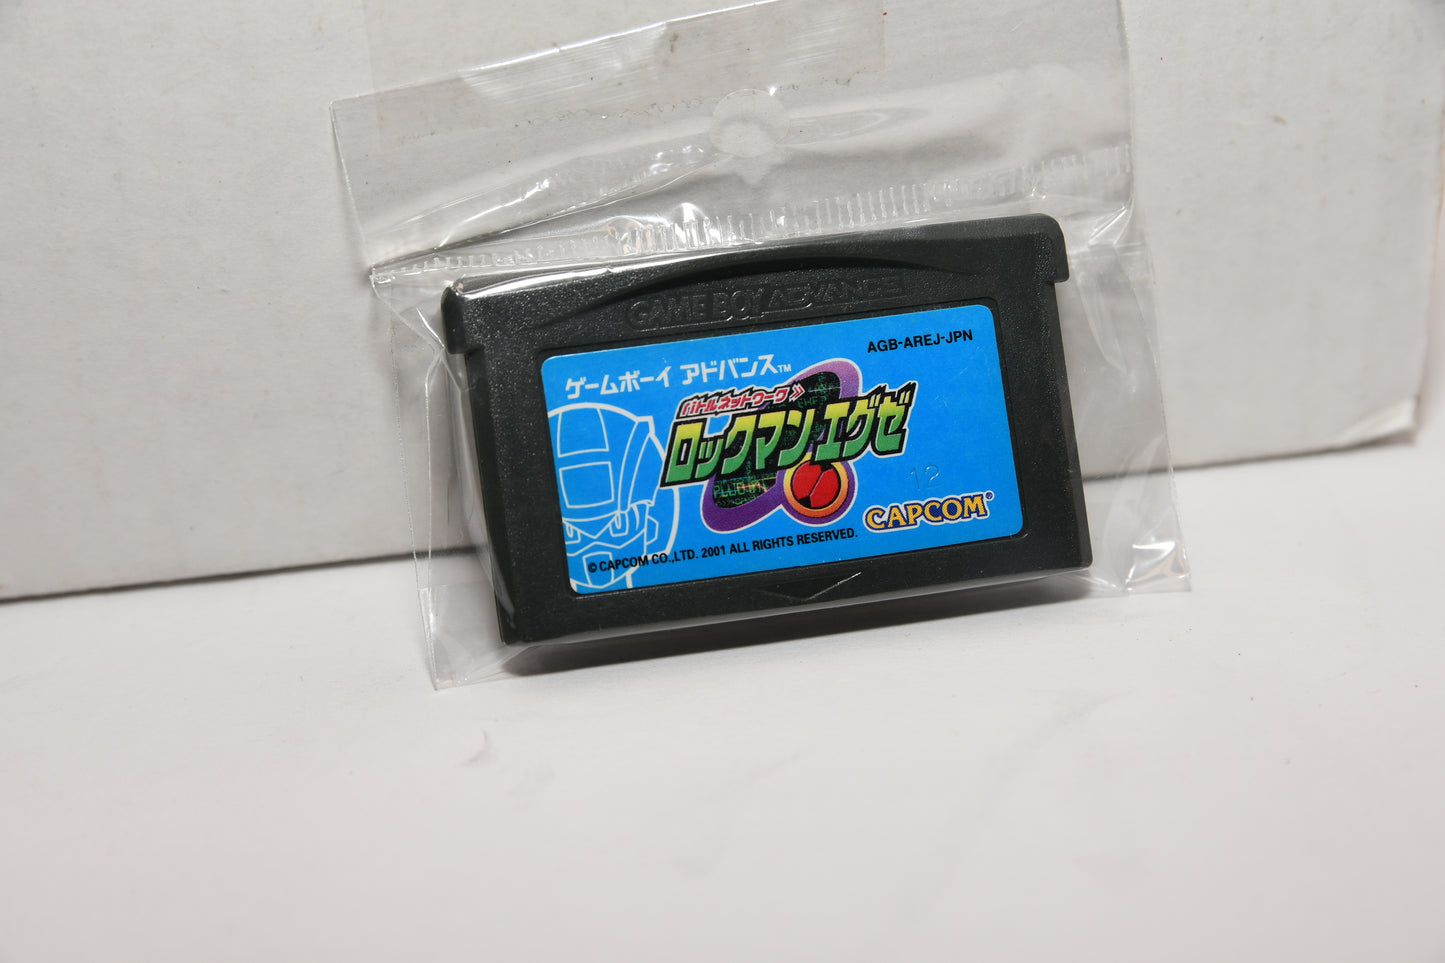 GAME BOY ADVANCE
AGB-AREJ-JPN
ゲームボーイ アドバンス™
バトルネットワーク
ロックマン エグゼ
12
CAPCOM®
© CAPCOM CO.,LTD. 2001 ALL RIGHTS RESERVED.